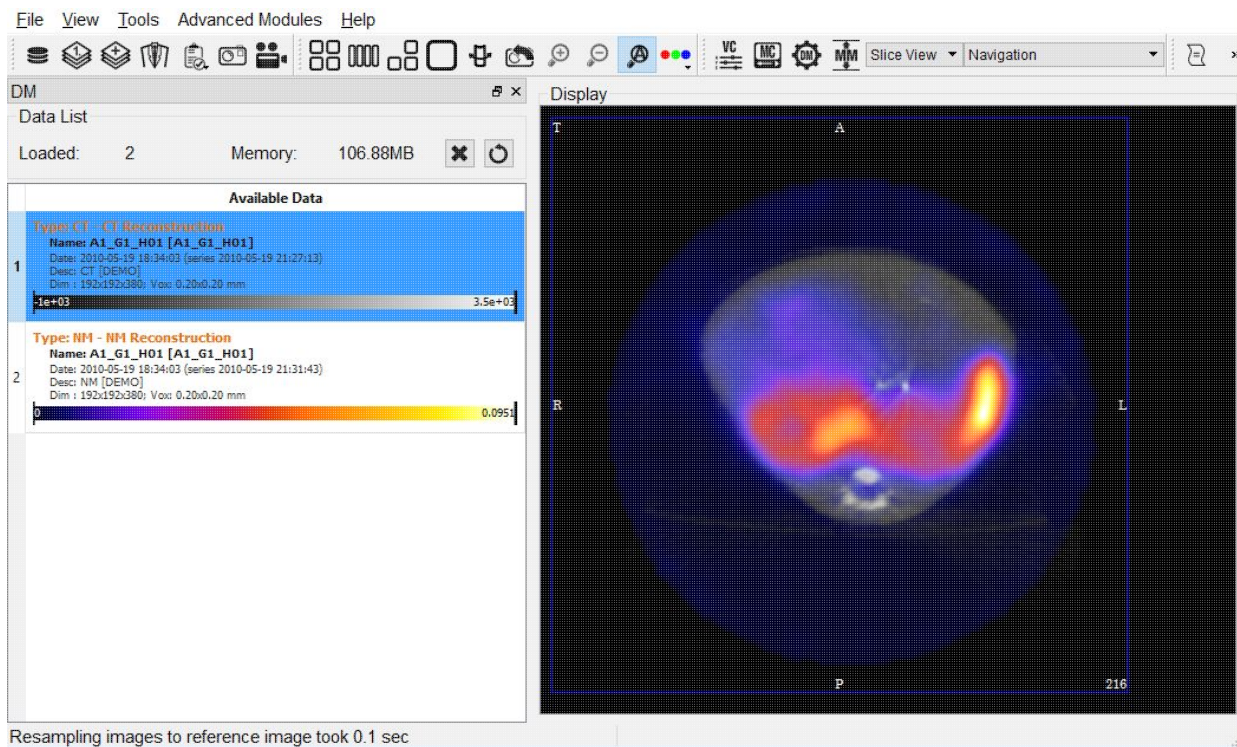 File View Tools Advanced Modules Help
VC MC DM MM Slice View Navigation »
DM
Display
Data List
Loaded: 2 Memory: 106.88MB
Available Data
1
Type: CT - CT Reconstruction
Name: A1_G1_H01 [A1_G1_H01]
Date: 2010-05-19 18:34:03 (series 2010-05-19 21:27:13)
Desc: CT [DEMO]
Dim : 192x192x380; Vox: 0.20x0.20 mm
-1e+03 3.5e+03
2
Type: NM - NM Reconstruction
Name: A1_G1_H01 [A1_G1_H01]
Date: 2010-05-19 18:34:03 (series 2010-05-19 21:31:43)
Desc: NM [DEMO]
Dim : 192x192x380; Vox: 0.20x0.20 mm
0 0.0951
T A
R L
P 216
Resampling images to reference image took 0.1 sec